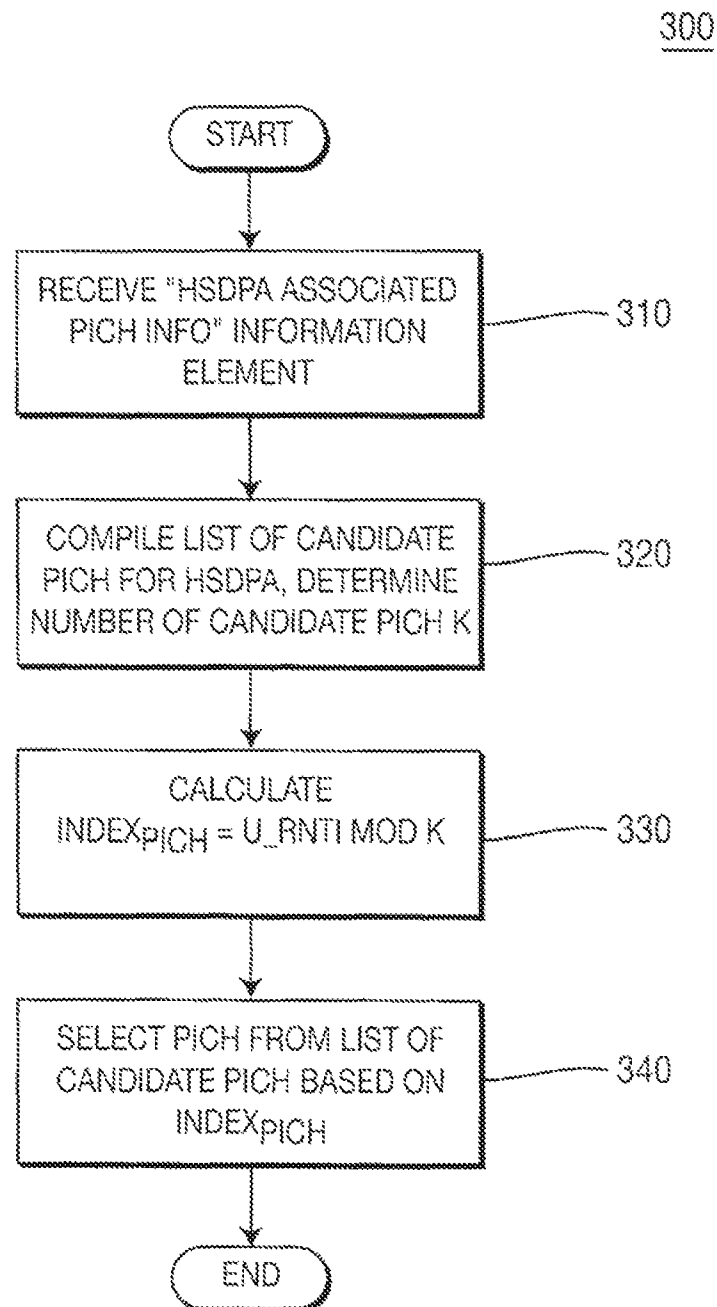 300
START
RECEIVE "HSDPA ASSOCIATED
PICH INFO" INFORMATION
ELEMENT
310
COMPILE LIST OF CANDIDATE
PICH FOR HSDPA, DETERMINE
NUMBER OF CANDIDATE PICH K
320
CALCULATE
INDEXPICH = U_RNTI MOD K
330
SELECT PICH FROM LIST OF
CANDIDATE PICH BASED ON
INDEXPICH
340
END